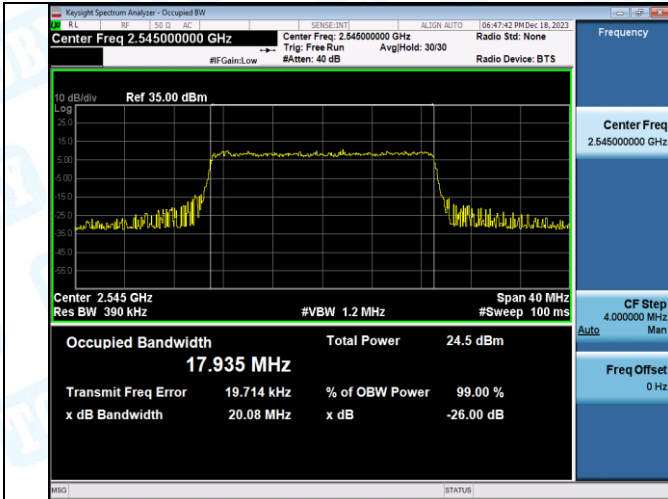 Keysight Spectrum Analyzer - Occupied BW
RL RF 50 Ω AC SENSE:INT ALIGN AUTO 06:47:42 PM Dec 18, 2023
Center Freq 2.545000000 GHz
Center Freq: 2.545000000 GHz
Radio Std: None
Trig: Free Run Avg|Hold: 30/30
#IFGain:Low #Atten: 40 dB Radio Device: BTS
10 dB/div Ref 35.00 dBm
Log
25.0
15.0
5.00
-5.00
-15.0
-25.0
-35.0
-45.0
-55.0
Center 2.545 GHz Span 40 MHz
Res BW 390 kHz #VBW 1.2 MHz #Sweep 100 ms
Occupied Bandwidth Total Power 24.5 dBm
17.935 MHz
Transmit Freq Error 19.714 kHz % of OBW Power 99.00 %
x dB Bandwidth 20.08 MHz x dB -26.00 dB
MSG STATUS
Frequency
Center Freq
2.545000000 GHz
CF Step
4.000000 MHz
Auto Man
Freq Offset
0 Hz